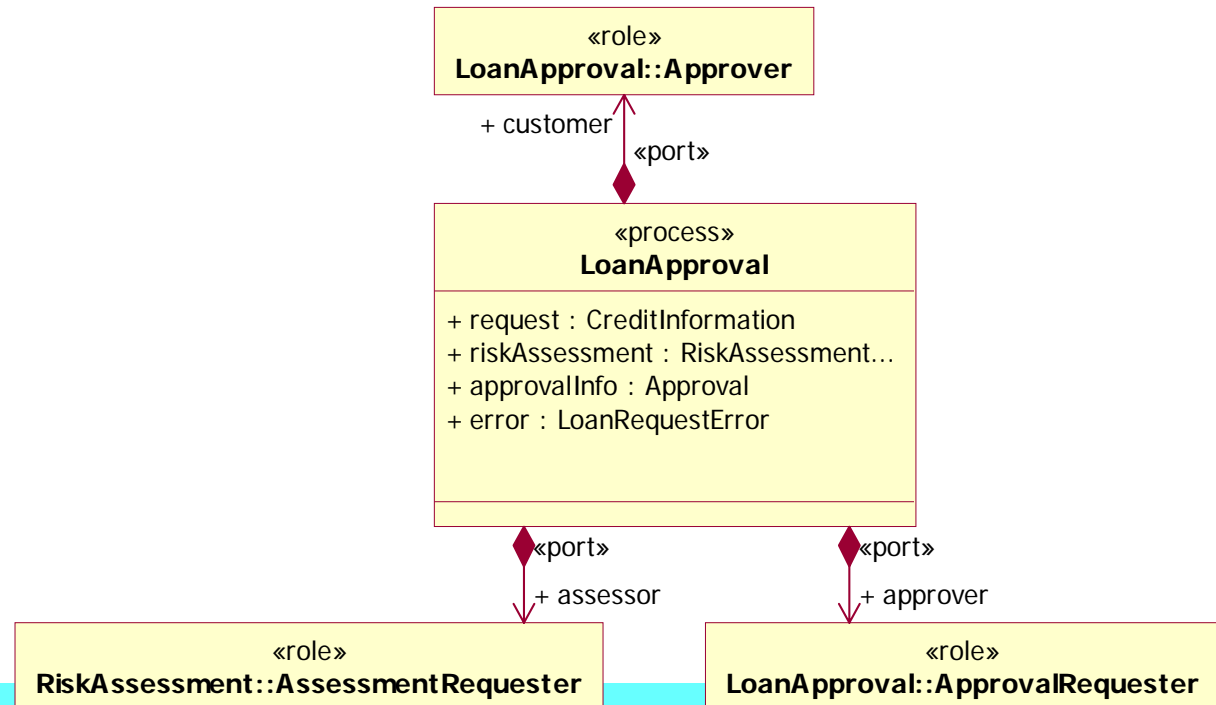 «role»
LoanApproval::Approver
+ customer
«port»
«process»
LoanApproval
+ request : CreditInformation
+ riskAssessment : RiskAssessment...
+ approvalInfo : Approval
+ error : LoanRequestError
«port»
«port»
+ assessor
+ approver
«role»
RiskAssessment::AssessmentRequester
«role»
LoanApproval::ApprovalRequester